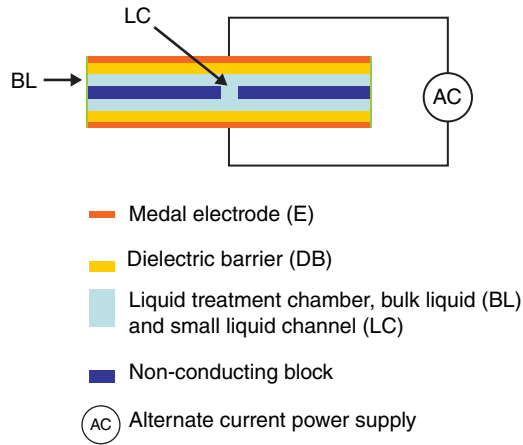 LC
BL
AC
Medal electrode (E)
Dielectric barrier (DB)
Liquid treatment chamber, bulk liquid (BL)
and small liquid channel (LC)
Non-conducting block
AC Alternate current power supply